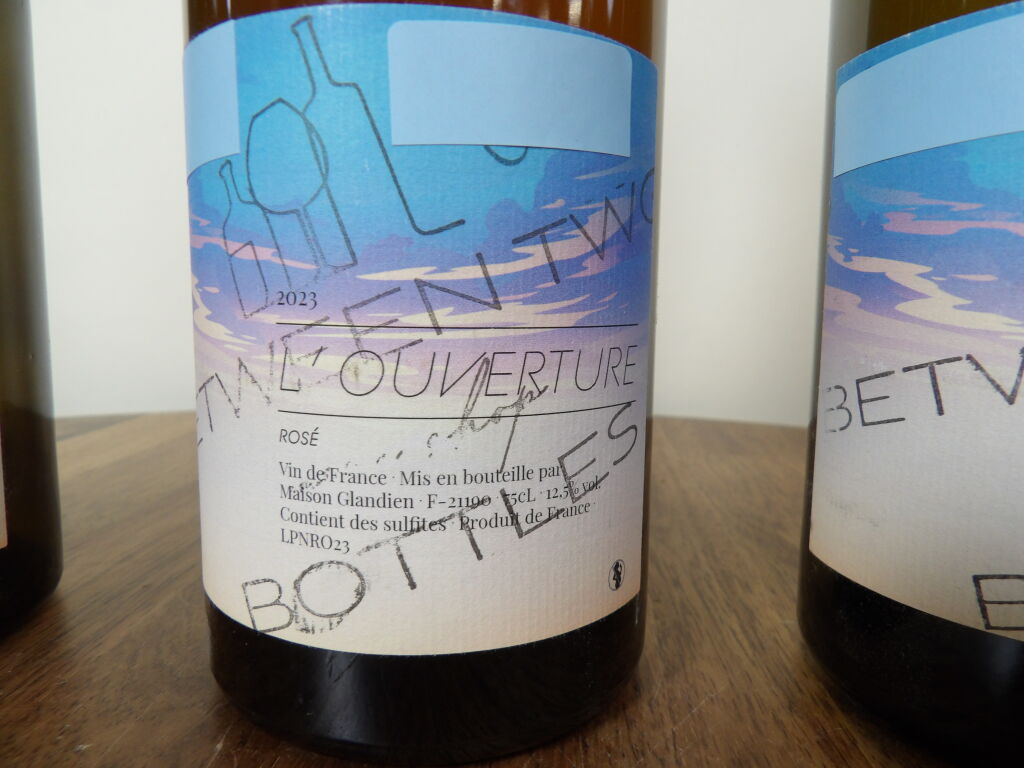 2023
L'OUVERTURE
ROSÉ
Vin de France · Mis en bouteille par
Maison Glandien · F-21190 · 75cL · 12,5% vol.
Contient des sulfites · Produit de France ·
LPNRO23
BETWEEN TWO
shop
BOTTLES
BETW
B